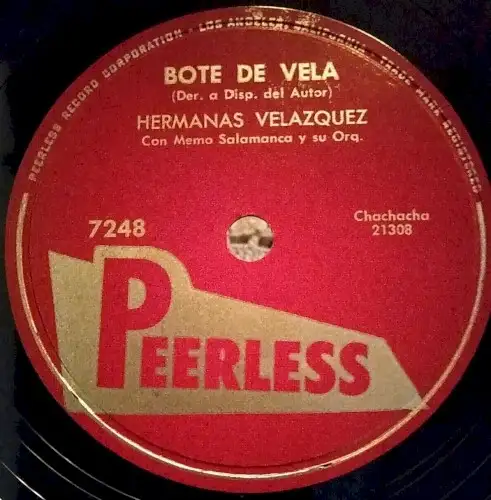 PEERLESS RECORD CORPORATION - LOS ANGELES, CALIFORNIA - TRADE MARK REGISTERED
BOTE DE VELA
(Der. a Disp. del Autor)
HERMANAS VELAZQUEZ
Con Memo Salamanca y su Orq.
7248
Chachacha
21308
PEERLESS